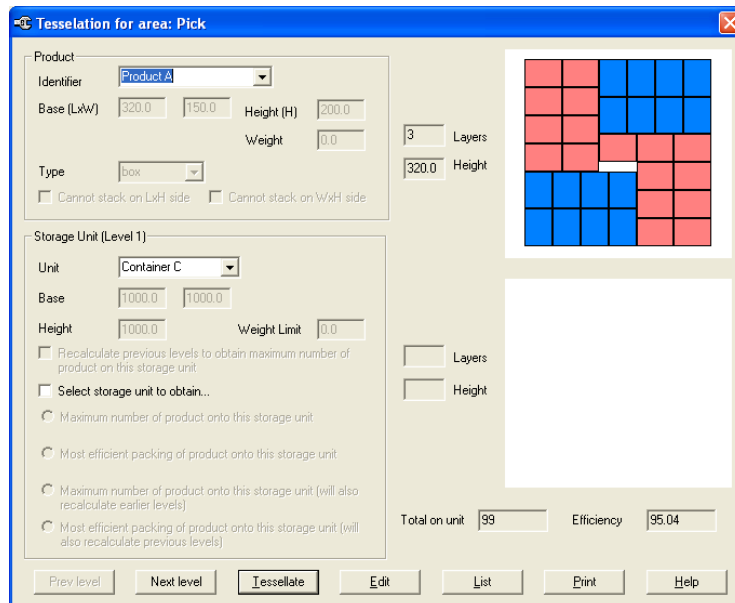 Tesselation for area: Pick
Product
Identifier Product A
Base (LxW) 320.0 150.0 Height (H) 200.0
Weight 0.0
Type box
Cannot stack on LxH side Cannot stack on WxH side
3 Layers
320.0 Height
Storage Unit (Level 1)
Unit Container C
Base 1000.0 1000.0
Height 1000.0 Weight Limit 0.0
Recalculate previous levels to obtain maximum number of
product on this storage unit
Select storage unit to obtain...
Maximum number of product onto this storage unit
Most efficient packing of product onto this storage unit
Maximum number of product onto this storage unit (will also
recalculate earlier levels)
Most efficient packing of product onto this storage unit (will
also recalculate previous levels)
Layers
Height
Total on unit 99 Efficiency 95.04
Prev level Next level Tessellate Edit List Print Help